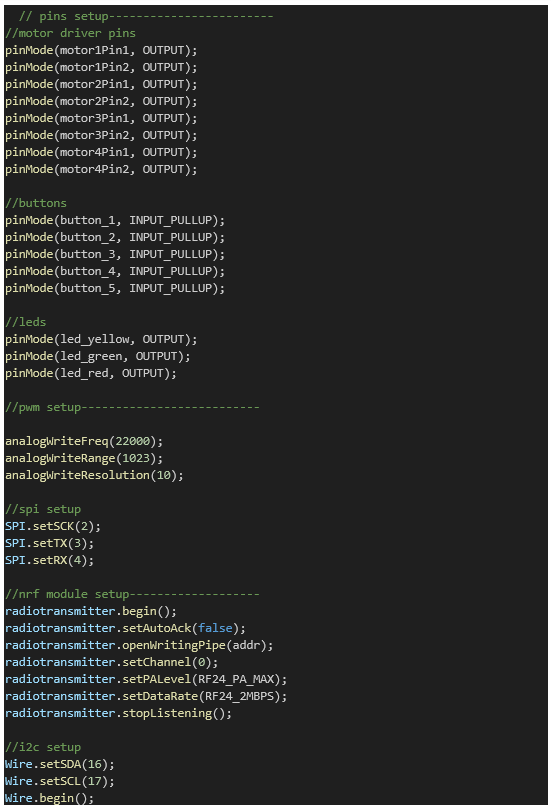 // pins setup------------------------
//motor driver pins
pinMode(motor1Pin1, OUTPUT);
pinMode(motor1Pin2, OUTPUT);
pinMode(motor2Pin1, OUTPUT);
pinMode(motor2Pin2, OUTPUT);
pinMode(motor3Pin1, OUTPUT);
pinMode(motor3Pin2, OUTPUT);
pinMode(motor4Pin1, OUTPUT);
pinMode(motor4Pin2, OUTPUT);
//buttons
pinMode(button_1, INPUT_PULLUP);
pinMode(button_2, INPUT_PULLUP);
pinMode(button_3, INPUT_PULLUP);
pinMode(button_4, INPUT_PULLUP);
pinMode(button_5, INPUT_PULLUP);
//leds
pinMode(led_yellow, OUTPUT);
pinMode(led_green, OUTPUT);
pinMode(led_red, OUTPUT);
//pwm setup--------------------------
analogWriteFreq(22000);
analogWriteRange(1023);
analogWriteResolution(10);
//spi setup
SPI.setSCK(2);
SPI.setTX(3);
SPI.setRX(4);
//nrf module setup-------------------
radiotransmitter.begin();
radiotransmitter.setAutoAck(false);
radiotransmitter.openWritingPipe(addr);
radiotransmitter.setChannel(0);
radiotransmitter.setPALevel(RF24_PA_MAX);
radiotransmitter.setDataRate(RF24_2MBPS);
radiotransmitter.stopListening();
//i2c setup
Wire.setSDA(16);
Wire.setSCL(17);
Wire.begin();